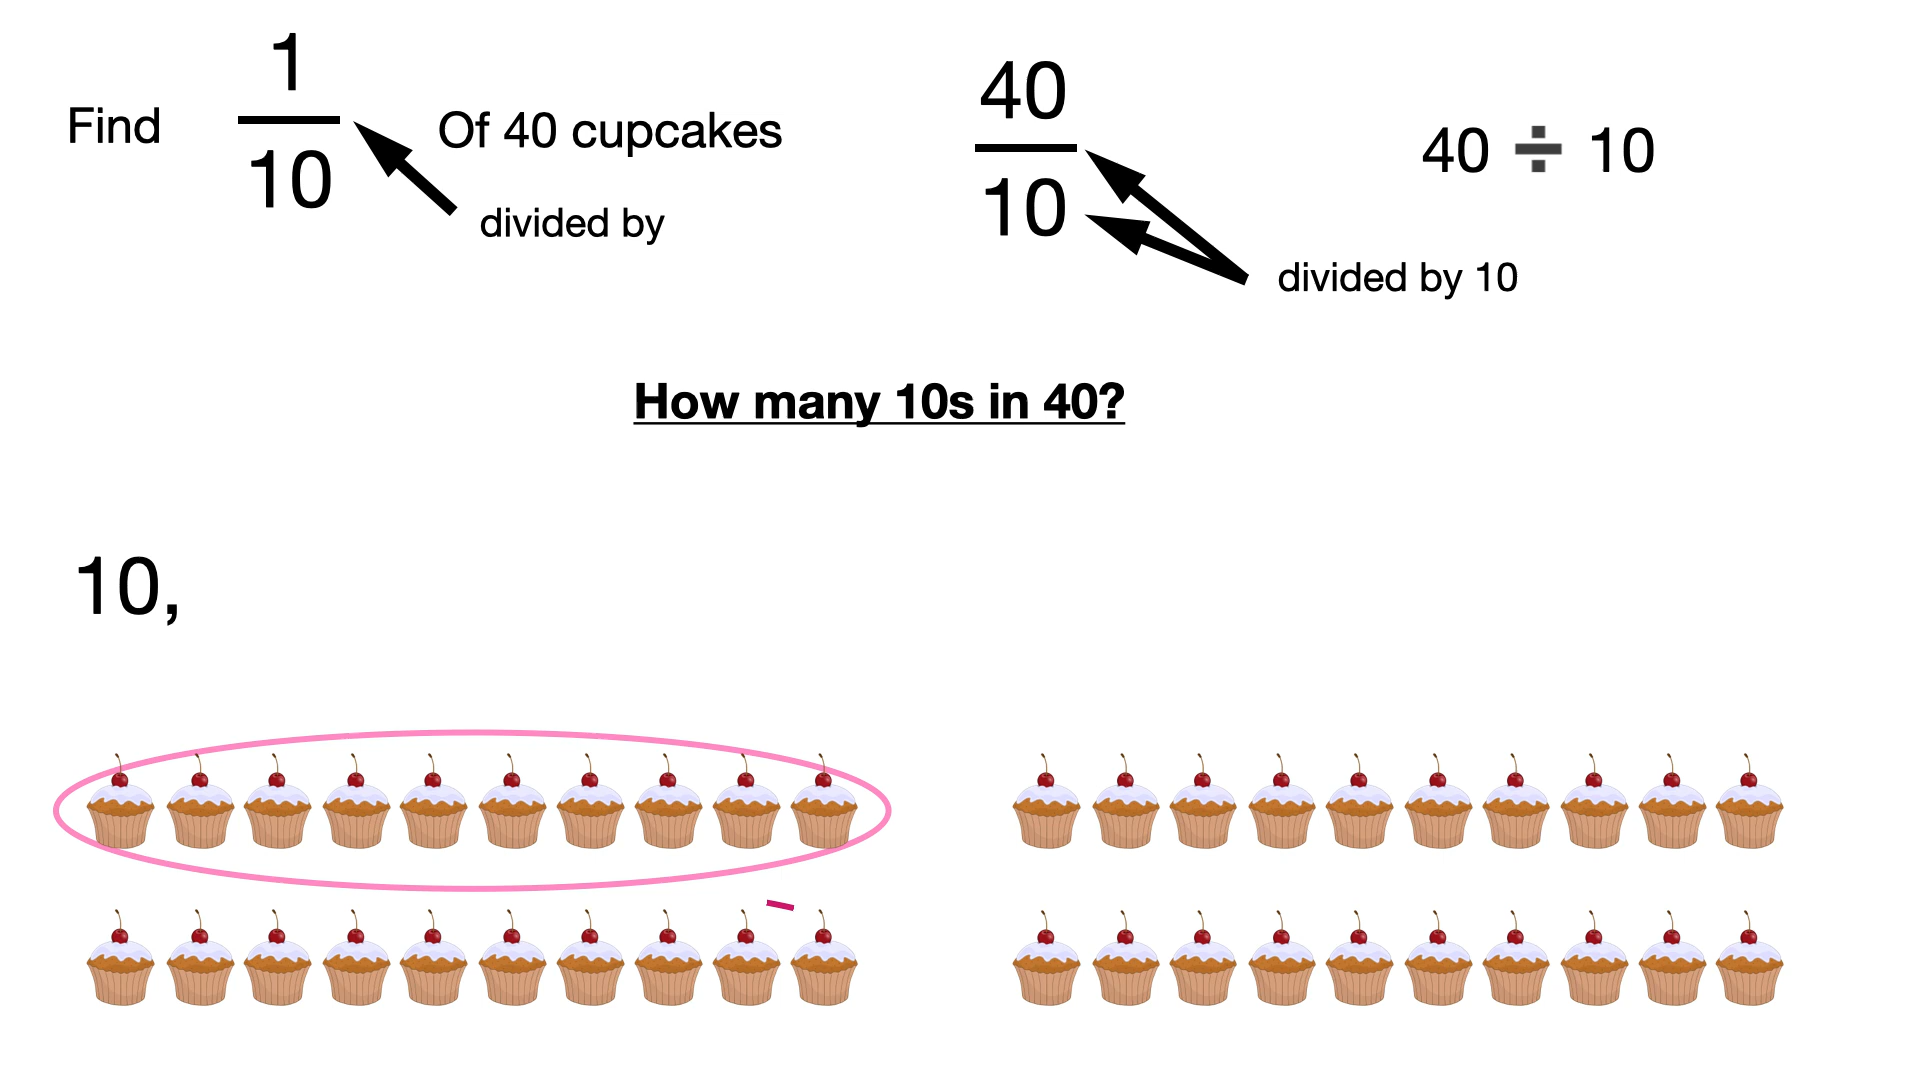 Find
1
10
Of 40 cupcakes
divided by
40
10
divided by 10
40 ÷ 10
How many 10s in 40?
10,